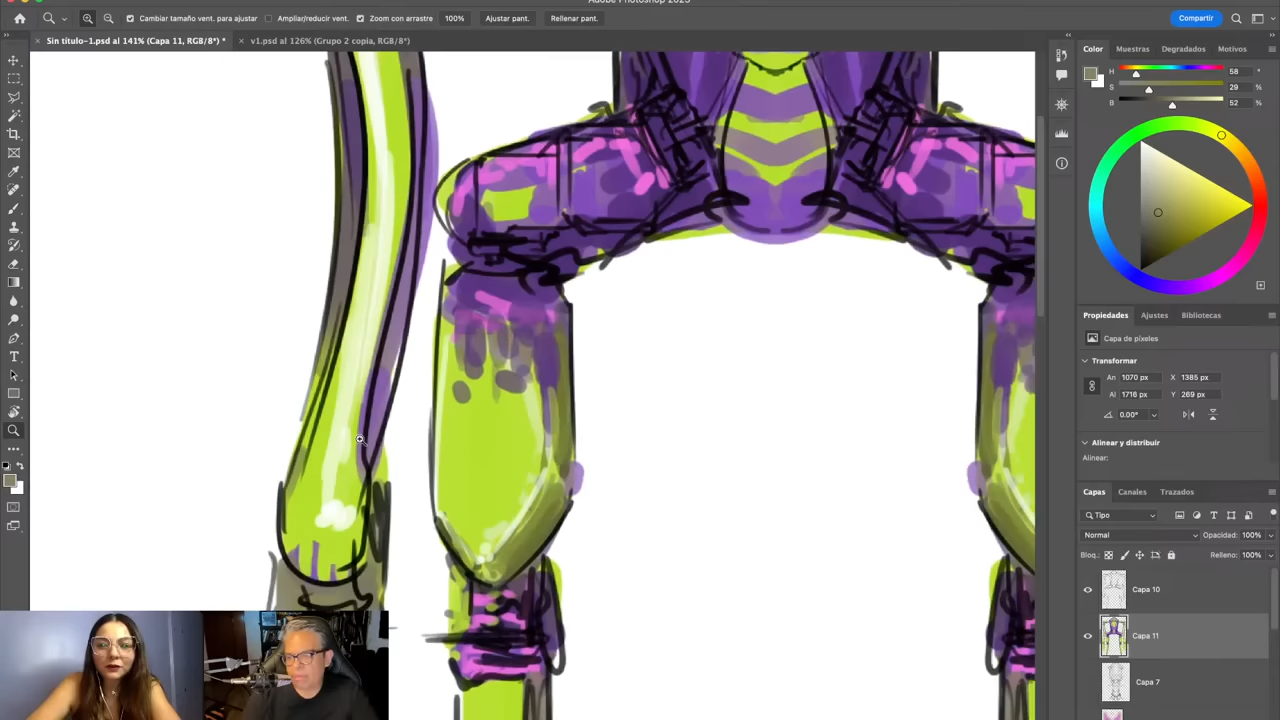 Adobe Photoshop 2023
Cambiar tamaño vent. para ajustar Ampliar/reducir vent. Zoom con arrastre 100% Ajustar pant. Rellenar pant. Compartir
Sin título-1.psd al 141% (Capa 11, RGB/8*) * v1.psd al 126% (Grupo 2 copia, RGB/8*)
Color Muestras Degradados Motivos
H 58 °
S 29 %
B 52 %
Propiedades Ajustes Bibliotecas
Capa de píxeles
Transformar
An 1070 px X 1385 px
Al 1716 px Y 269 px
0.00°
Alinear y distribuir
Alinear:
Capas Canales Trazados
Tipo
Normal Opacidad: 100%
Bloq.: Relleno: 100%
Capa 10
Capa 11
Capa 7